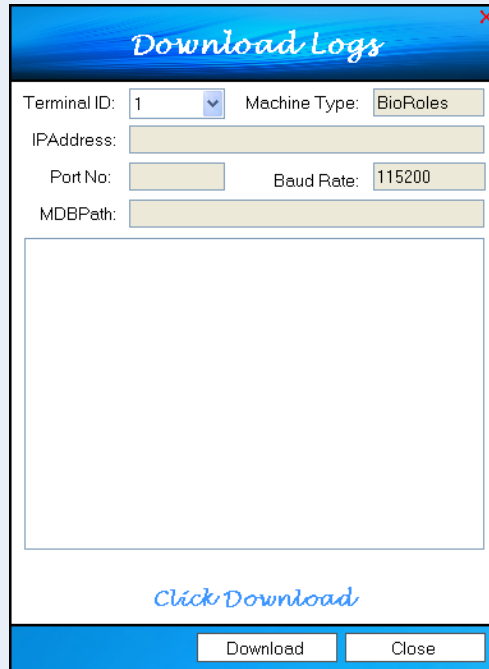 Download Logs
Terminal ID: 1 Machine Type: BioRoles
IPAddress:
Port No: Baud Rate: 115200
MDBPath:
Click Download
Download Close